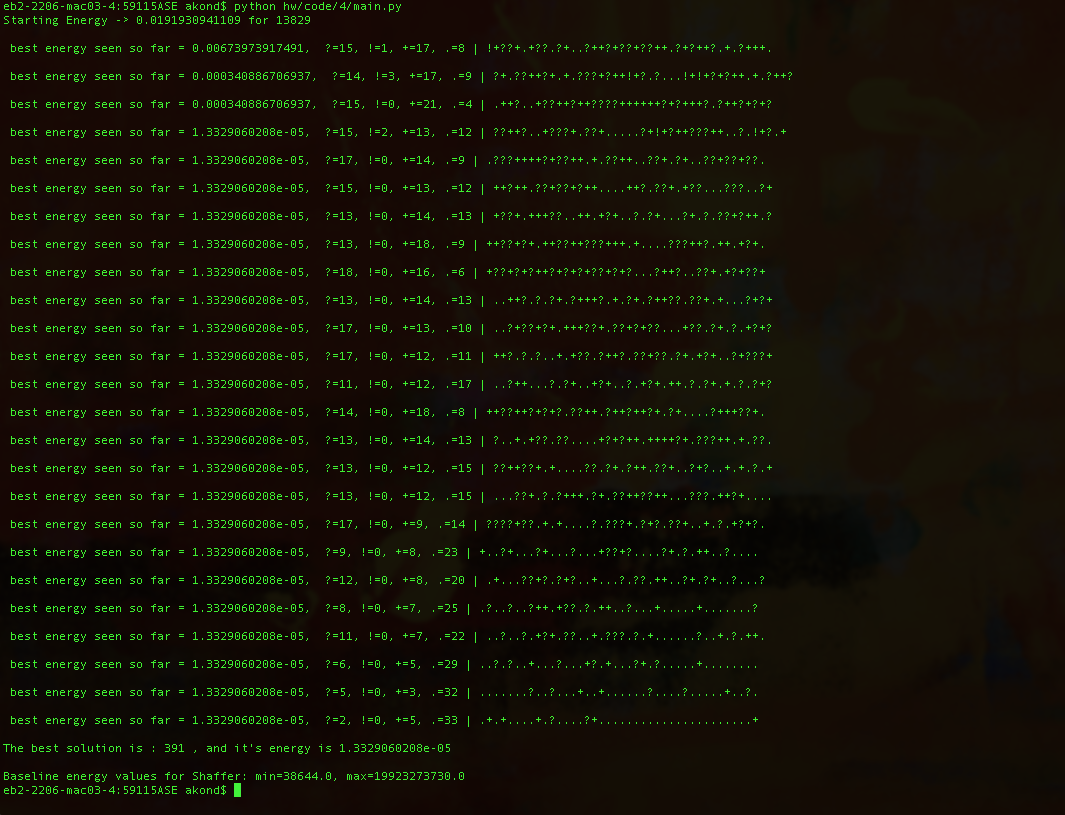 eb2-2206-mac03-4:59115ASE akond$ python hw/code/4/main.py
Starting Energy -> 0.0191930941109 for 13829
best energy seen so far = 0.00673973917491, ?=15, !=1, +=17, .=8 | !+??+.+??.?+..?++?+??+??++.?+?++?.+.?+++.
best energy seen so far = 0.000340886706937, ?=14, !=3, +=17, .=9 | ?+.??++?+.+.???+?++!+?.?...!+!+?+?++.+.?++?
best energy seen so far = 0.000340886706937, ?=15, !=0, +=21, .=4 | .++?..+??++?++????++++++?+?+++?.?++?+?+?
best energy seen so far = 1.3329060208e-05, ?=15, !=2, +=13, .=12 | ??++?..+???+.??+.....?+!+?++???++..?.!+?.+
best energy seen so far = 1.3329060208e-05, ?=17, !=0, +=14, .=9 | .???++++?+??++.+.??++..??+.?+..??+??+??.
best energy seen so far = 1.3329060208e-05, ?=15, !=0, +=13, .=12 | ++?++.??+??+?++....++?.??+.+??...???..?+
best energy seen so far = 1.3329060208e-05, ?=13, !=0, +=14, .=13 | +??+.+++??..++.+?+..?.?+...?+.?.??+?++.?
best energy seen so far = 1.3329060208e-05, ?=13, !=0, +=18, .=9 | ++??+?+.++??++???+++.+....???++?.++.+?+.
best energy seen so far = 1.3329060208e-05, ?=18, !=0, +=16, .=6 | +??+?+?++?+?+?+??+?+?...?++?..??+.+?+??+
best energy seen so far = 1.3329060208e-05, ?=13, !=0, +=14, .=13 | ..++?.?.?+.?+++?.+.?+.?++??.??+.+...?+?+
best energy seen so far = 1.3329060208e-05, ?=17, !=0, +=13, .=10 | ..?+??+?+.+++??+.??+?+??...+??.?+.?.+?+?
best energy seen so far = 1.3329060208e-05, ?=17, !=0, +=12, .=11 | ++?.?.?..+.+??.?++?.??+??.?+.+?+..?+???+
best energy seen so far = 1.3329060208e-05, ?=11, !=0, +=12, .=17 | ..?++...?.?+..+?+..?.+?+.++.?.?+.+.?.?+?
best energy seen so far = 1.3329060208e-05, ?=14, !=0, +=18, .=8 | ++??++?+?+?.??++.?++?++?+.?+....?+++??+.
best energy seen so far = 1.3329060208e-05, ?=13, !=0, +=14, .=13 | ?..+.+??.??....+?+?++.++++?+.???++.+.??.
best energy seen so far = 1.3329060208e-05, ?=13, !=0, +=12, .=15 | ??++??+.+....??.?+.?++.??+..?+?..+.+.?.+
best energy seen so far = 1.3329060208e-05, ?=13, !=0, +=12, .=15 | ...??+.?.?+++.?+.??++??++...???.++?+....
best energy seen so far = 1.3329060208e-05, ?=17, !=0, +=9, .=14 | ????+??.+.+....?.???+.?+?.??+..+.?.+?+?.
best energy seen so far = 1.3329060208e-05, ?=9, !=0, +=8, .=23 | +..?+...?+...?...+??+?....?+.?.++..?....
best energy seen so far = 1.3329060208e-05, ?=12, !=0, +=8, .=20 | .+...??+?.?+?..+...?.??.++..?+.?+..?...?
best energy seen so far = 1.3329060208e-05, ?=8, !=0, +=7, .=25 | .?..?..?++.+??.?.++..?...+.....+.......?
best energy seen so far = 1.3329060208e-05, ?=11, !=0, +=7, .=22 | ..?..?.+?+.??..+.???.?.+......?..+.?.++.
best energy seen so far = 1.3329060208e-05, ?=6, !=0, +=5, .=29 | ..?.?..+...?...+?.+...?+.?.....+........
best energy seen so far = 1.3329060208e-05, ?=5, !=0, +=3, .=32 | .......?..?...+..+......?....?.....+..?.
best energy seen so far = 1.3329060208e-05, ?=2, !=0, +=5, .=33 | .+.+....+.?....?+......................+
The best solution is : 391 , and it's energy is 1.3329060208e-05
Baseline energy values for Shaffer: min=38644.0, max=19923273730.0
eb2-2206-mac03-4:59115ASE akond$